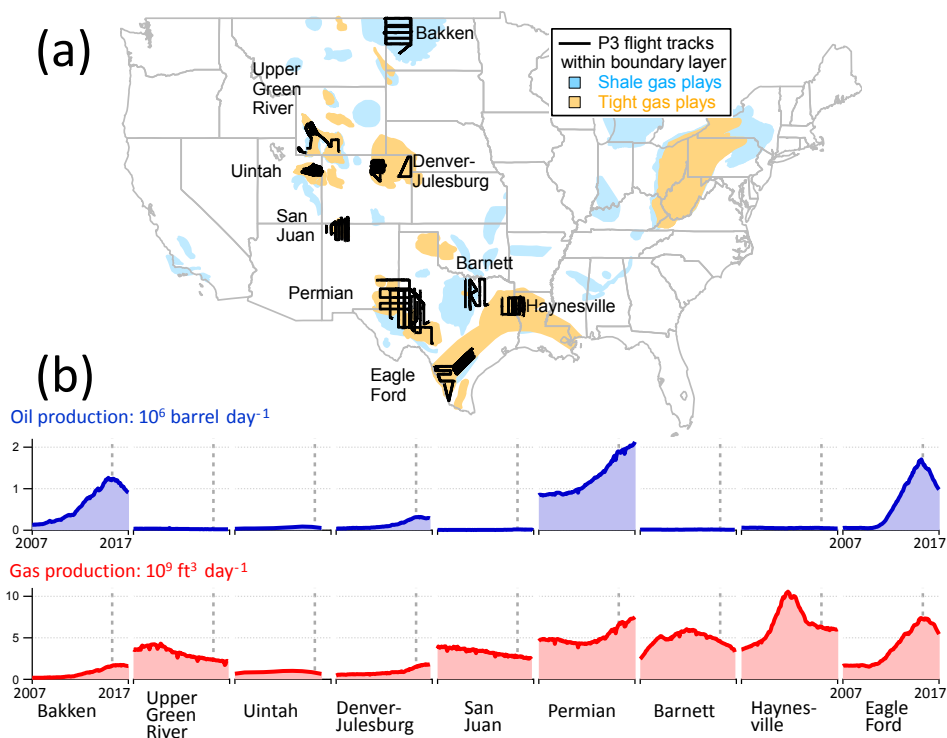 (a)
Bakken
P3 flight tracks
within boundary layer
Shale gas plays
Tight gas plays
Upper
Green
River
Uintah
Denver-
Julesburg
San
Juan
Barnett
Permian
Haynesville
Eagle
Ford
(b)
Oil production: 10⁶ barrel day⁻¹
2
1
0
2007
2017
2007
2017
Gas production: 10⁹ ft³ day⁻¹
10
5
0
2007
2017
2007
2017
Bakken
Upper
Green
River
Uintah
Denver-
Julesburg
San
Juan
Permian
Barnett
Haynes-
ville
Eagle
Ford